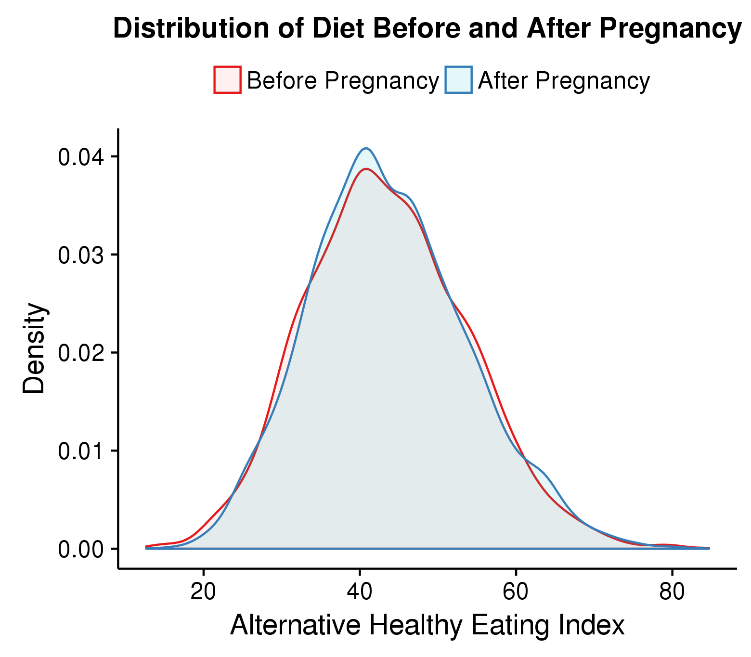 Distribution of Diet Before and After Pregnancy
Before Pregnancy After Pregnancy
0.04
0.03
0.02
0.01
0.00
Density
20 40 60 80
Alternative Healthy Eating Index